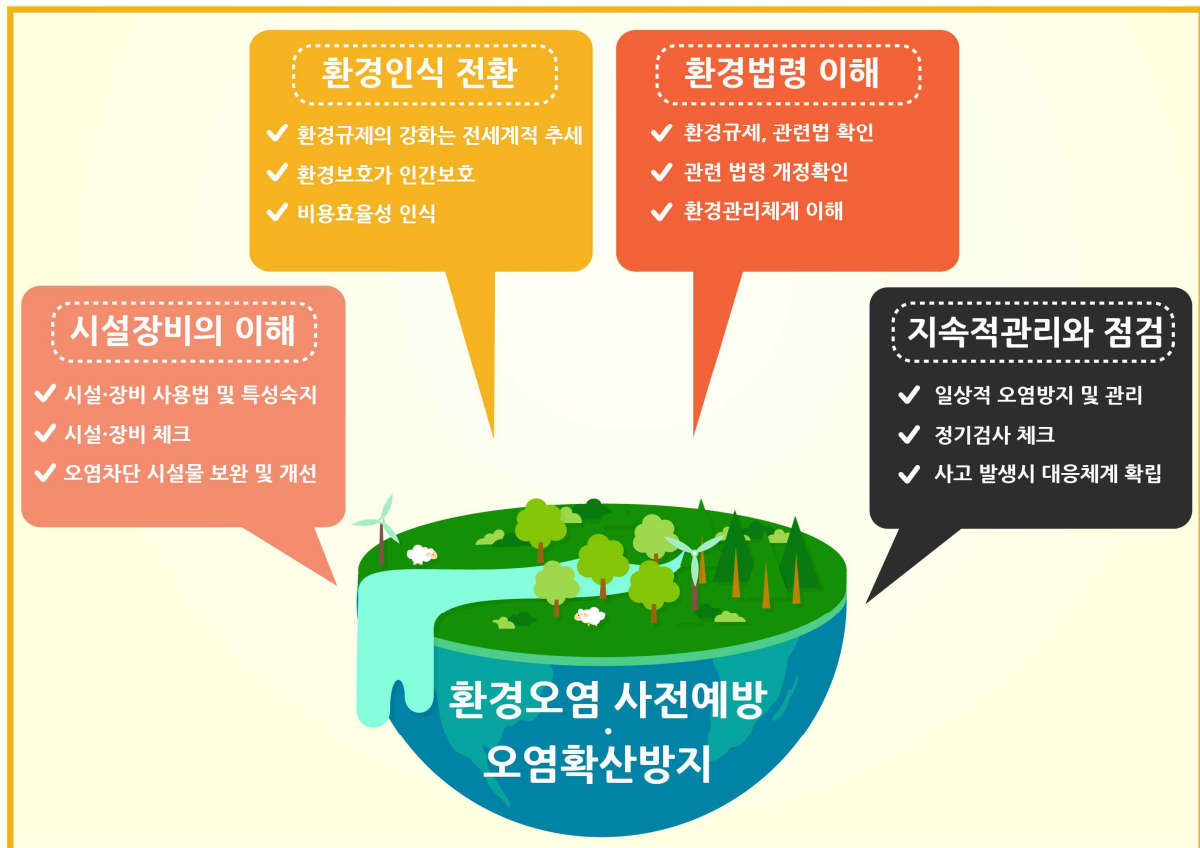 환경인식 전환
환경규제의 강화는 전세계적 추세
환경보호가 인간보호
비용효율성 인식
환경법령 이해
환경규제, 관련법 확인
관련 법령 개정확인
환경관리체계 이해
시설장비의 이해
시설·장비 사용법 및 특성숙지
시설·장비 체크
오염차단 시설물 보완 및 개선
지속적관리와 점검
일상적 오염방지 및 관리
정기검사 체크
사고 발생시 대응체계 확립
환경오염 사전예방
·
오염확산방지